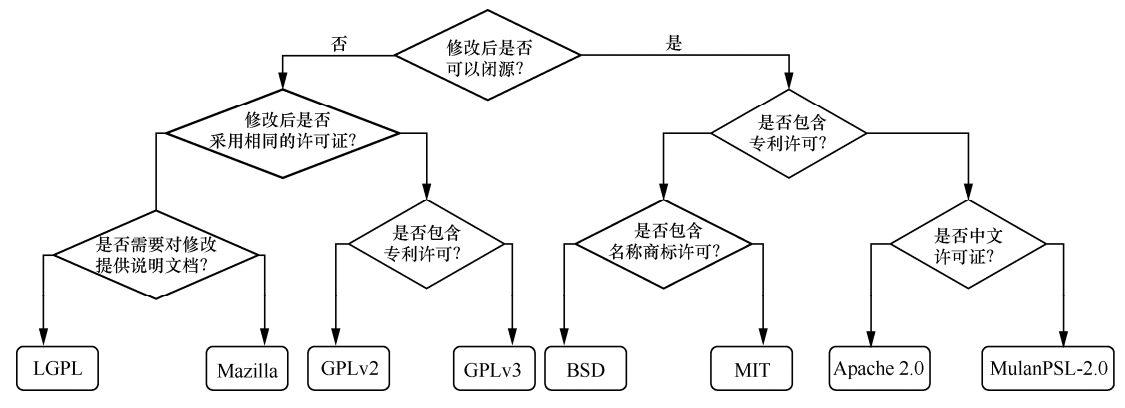 修改后是否
可以闭源?
否
是
修改后是否
采用相同的许可证?
是否包含
专利许可?
是否需要对修改
提供说明文档?
是否包含
专利许可?
是否包含
名称商标许可?
是否中文
许可证?
LGPL
Mazilla
GPLv2
GPLv3
BSD
MIT
Apache 2.0
MulanPSL-2.0